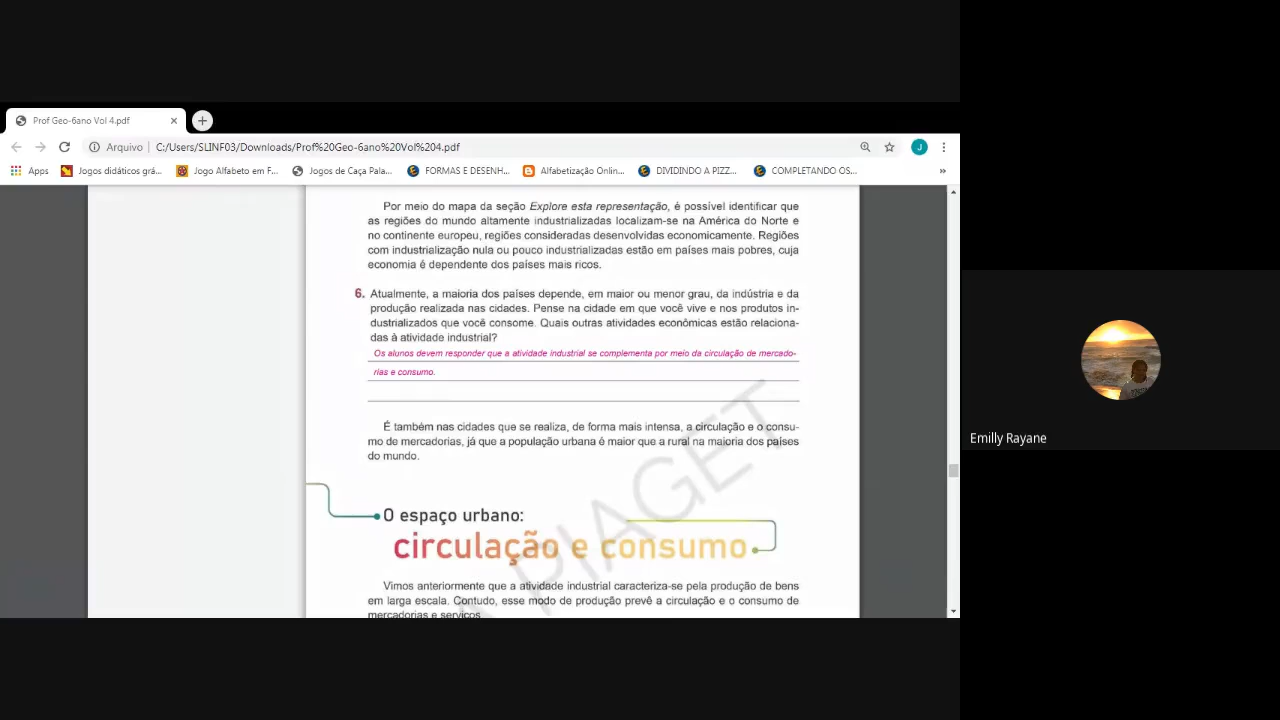 Prof Geo-6ano Vol 4.pdf
Arquivo
C:/Users/SLINF03/Downloads/Prof%20Geo-6ano%20Vol%204.pdf
J
Apps
Jogos didáticos grá...
Jogo Alfabeto em F...
Jogos de Caça Pala...
FORMAS E DESENH...
Alfabetização Onlin...
DIVIDINDO A PIZZ...
COMPLETANDO OS...
»
Por meio do mapa da seção Explore esta representação, é possível identificar que
as regiões do mundo altamente industrializadas localizam-se na América do Norte e
no continente europeu, regiões consideradas desenvolvidas economicamente. Regiões
com industrialização nula ou pouco industrializadas estão em países mais pobres, cuja
economia é dependente dos países mais ricos.
6. Atualmente, a maioria dos países depende, em maior ou menor grau, da indústria e da
produção realizada nas cidades. Pense na cidade em que você vive e nos produtos in-
dustrializados que você consome. Quais outras atividades econômicas estão relaciona-
das à atividade industrial?
Os alunos devem responder que a atividade industrial se complementa por meio da circulação de mercado-
rias e consumo.
É também nas cidades que se realiza, de forma mais intensa, a circulação e o consu-
mo de mercadorias, já que a população urbana é maior que a rural na maioria dos países
do mundo.
O espaço urbano:
circulação e consumo
Vimos anteriormente que a atividade industrial caracteriza-se pela produção de bens
em larga escala. Contudo, esse modo de produção prevê a circulação e o consumo de
mercadorias e serviços
PIAGET
Emilly Rayane